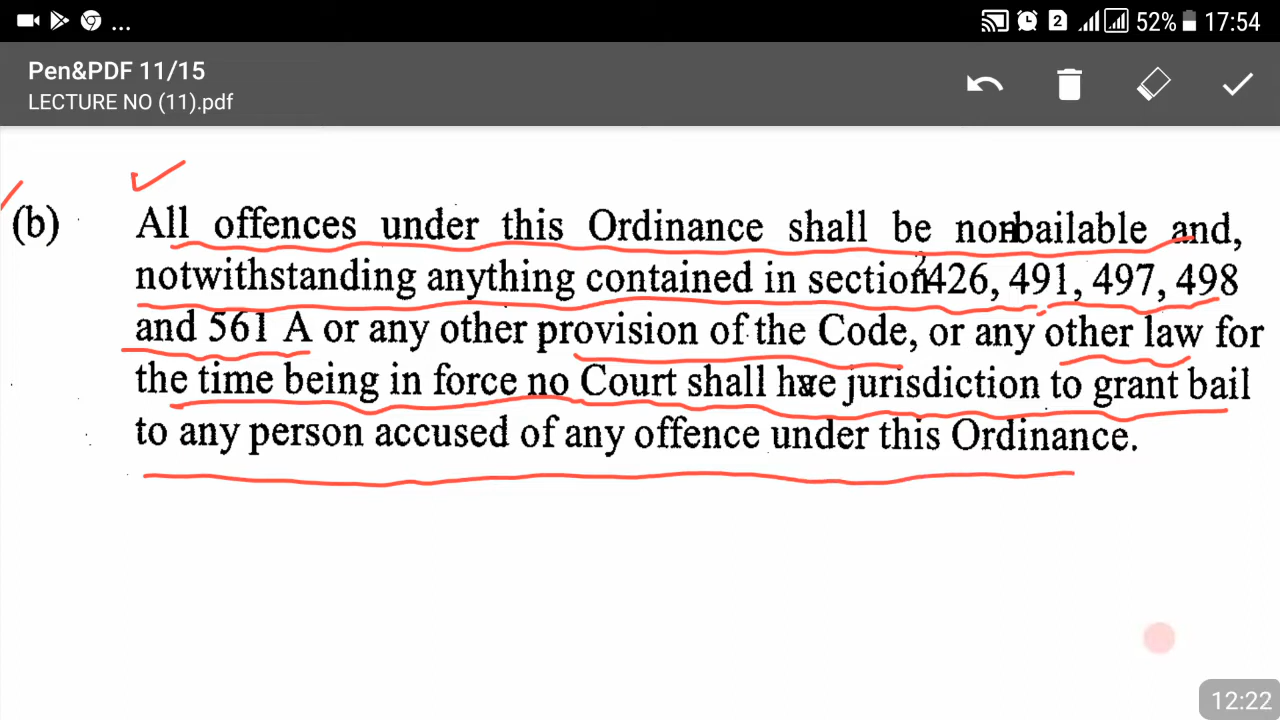 ... 2 52% 17:54
Pen&PDF 11/15
LECTURE NO (11).pdf
(b) All offences under this Ordinance shall be non-bailable and,
notwithstanding anything contained in section 426, 491, 497, 498
and 561 A or any other provision of the Code, or any other law for
the time being in force no Court shall have jurisdiction to grant bail
to any person accused of any offence under this Ordinance.
12:22